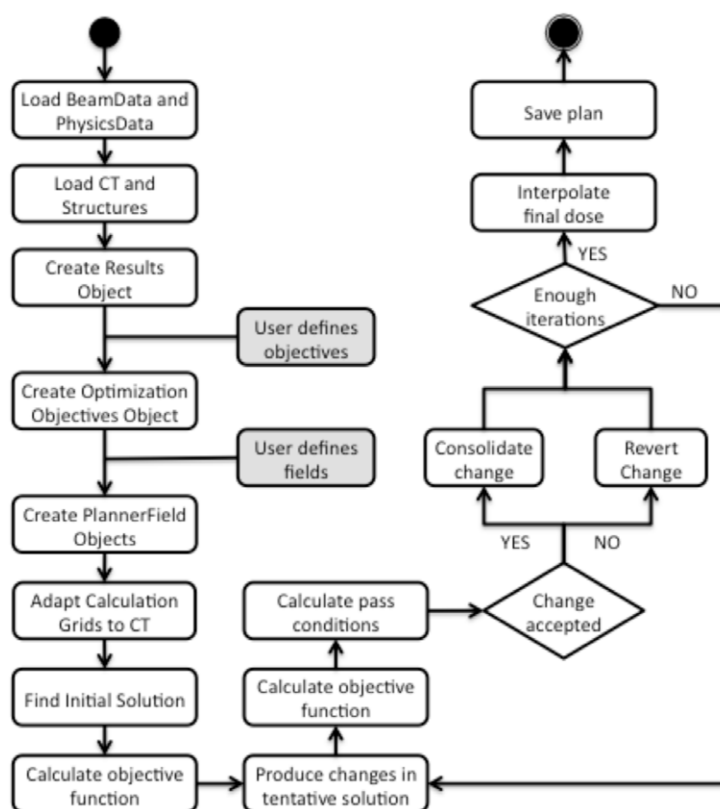 Load BeamData and
PhysicsData
Load CT and
Structures
Create Results
Object
User defines
objectives
Create Optimization
Objectives Object
User defines
fields
Create PlannerField
Objects
Adapt Calculation
Grids to CT
Find Initial Solution
Calculate objective
function
Produce changes in
tentative solution
Calculate objective
function
Calculate pass
conditions
Change
accepted
YES
NO
Consolidate
change
Revert
Change
Enough
iterations
YES
NO
Interpolate
final dose
Save plan